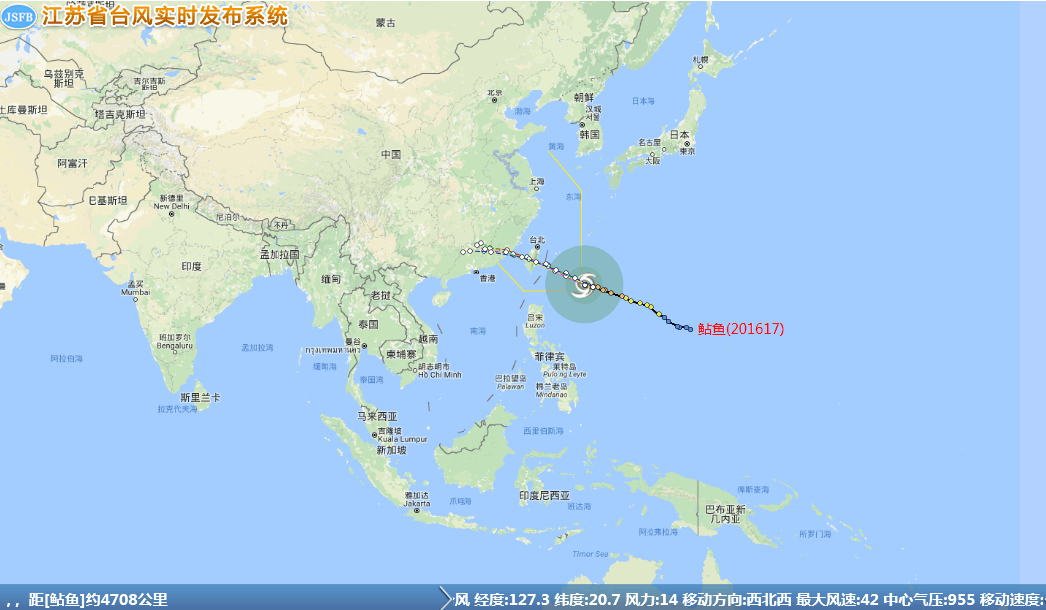 JSFB 江苏省台风实时发布系统
蒙古
札幌
乌兹别克
斯坦
吉尔吉斯
斯坦
北京
朝鲜
日本海
土库曼斯坦
塔吉克斯坦
渤海
汉城
서울
韩国
名古屋
日本
东京
大阪
中国
黄海
阿富汗
上海
东海
巴基斯坦
新德里
New Delhi
尼泊尔
不丹
台北
孟加拉国
印度
缅甸
香港
孟买
Mumbai
老挝
吕宋
Luzon
鲇鱼(201617)
泰国
南海
班加罗尔
Bengaluru
孟加拉湾
曼谷
กรุงเทพมหานคร
越南
柬埔寨
菲律宾
阿拉伯海
莱特岛
Pulo ng Leyte
缅甸海
胡志明市
Hồ Chí Minh
泰国湾
巴拉望岛
Palawan
棉兰老岛
Mindanao
斯里兰卡
拉克代夫海
马来西亚
吉隆坡
Kuala Lumpur
西里伯斯海
新加坡
雅加达
Jakarta
爪哇海
印度尼西亚
班达海
俾斯麦海
巴布亚新
几内亚
阿拉弗拉海
所罗门海
Timor Sea
, , 距[鲇鱼]约4708公里
风 经度:127.3 纬度:20.7 风力:14 移动方向:西北西 最大风速:42 中心气压:955 移动速度: